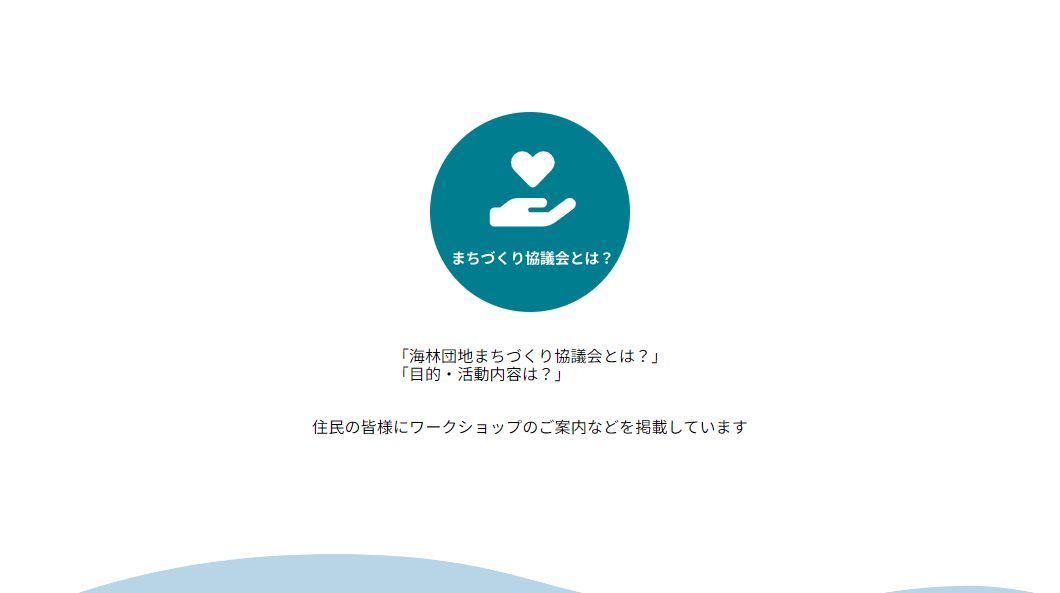 まちづくり協議会とは？
「海林団地まちづくり協議会とは？」
「目的・活動内容は？」
住民の皆様にワークショップのご案内などを掲載しています